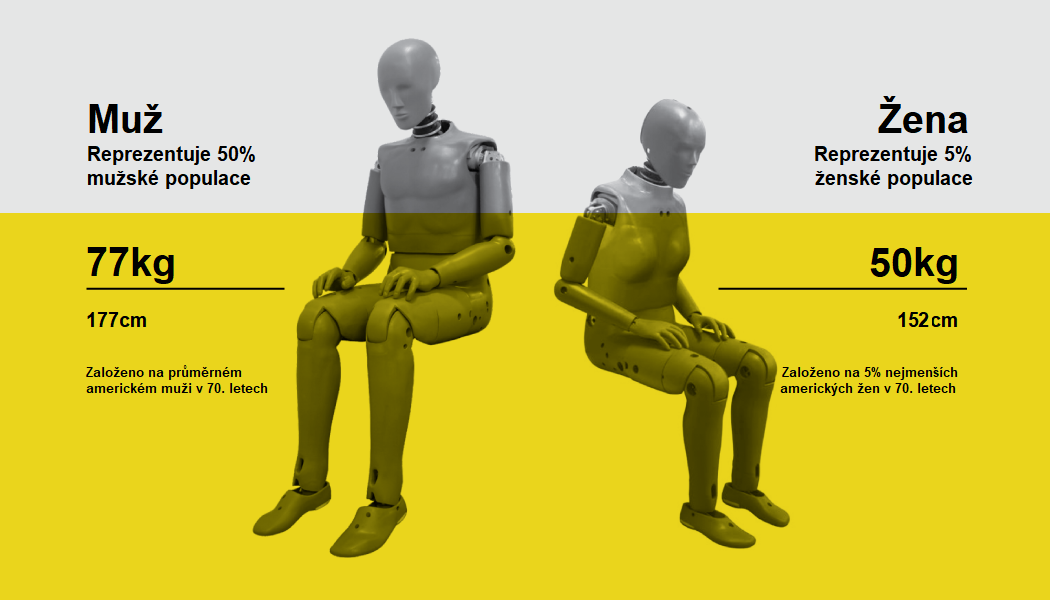 Muž
Reprezentuje 50%
mužské populace
77kg
177cm
Založeno na průměrném
americkém muži v 70. letech
Žena
Reprezentuje 5%
ženské populace
50kg
152cm
Založeno na 5% nejmenších
amerických žen v 70. letech